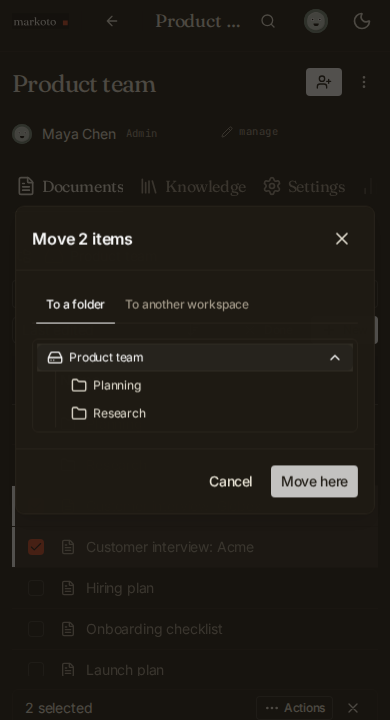 markoto
Product ...
Product team
Maya Chen Admin manage
Documents Knowledge Settings
Move 2 items
To a folder To another workspace
Product team
Planning
Research
Cancel Move here
Customer interview: Acme
Hiring plan
Onboarding checklist
Launch plan
2 selected Actions